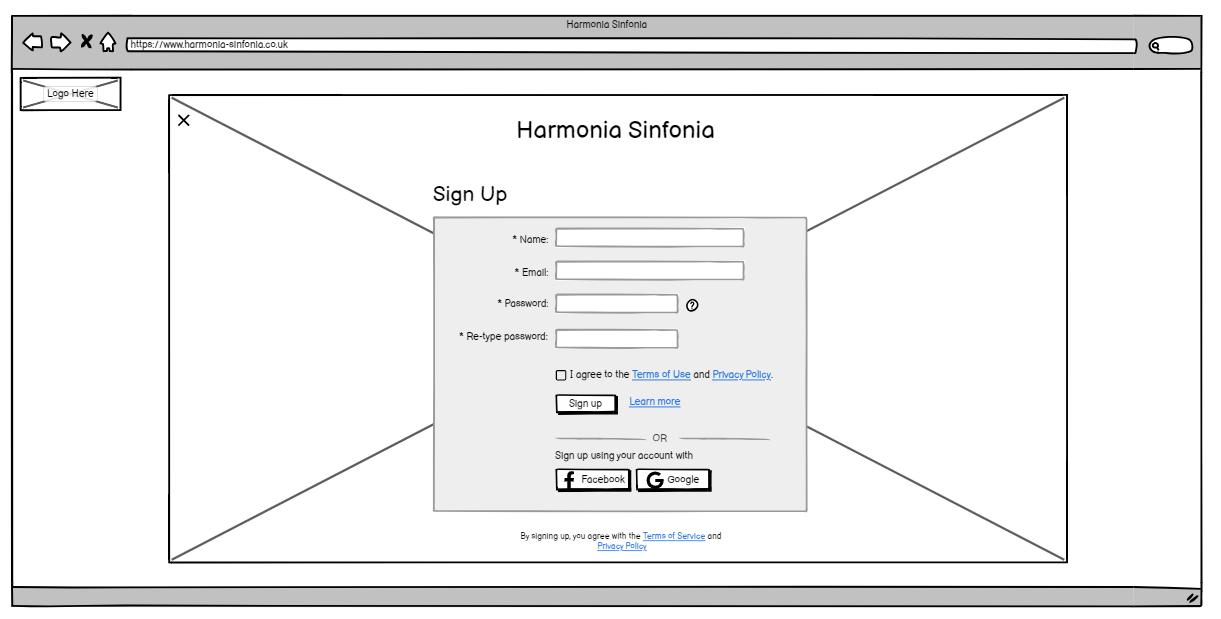 Harmonia Sinfonia
https://www.harmonia-sinfonia.co.uk
Logo Here
Harmonia Sinfonia
Sign Up
* Name:
* Email:
* Password:
?
* Re-type password:
I agree to the Terms of Use and Privacy Policy.
Sign up Learn more
OR
Sign up using your account with
Facebook Google
By signing up, you agree with the Terms of Service and
Privacy Policy